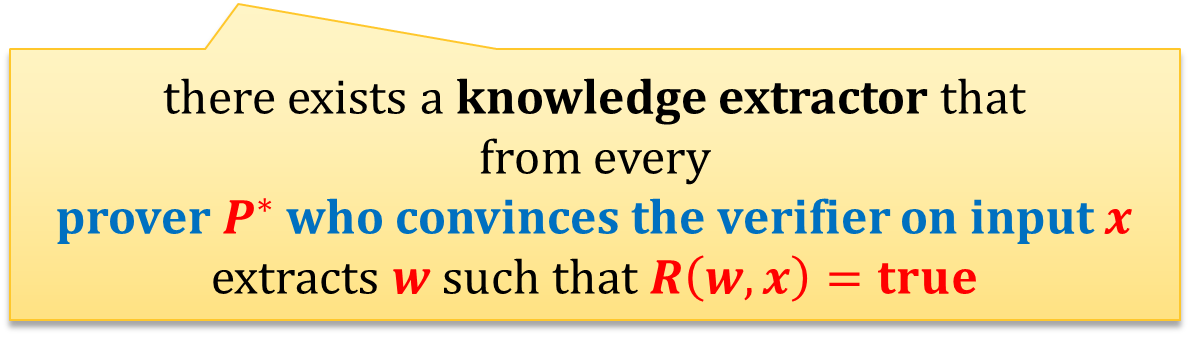 there exists a knowledge extractor that
from every
prover P* who convinces the verifier on input x
extracts w such that R(w, x) = true